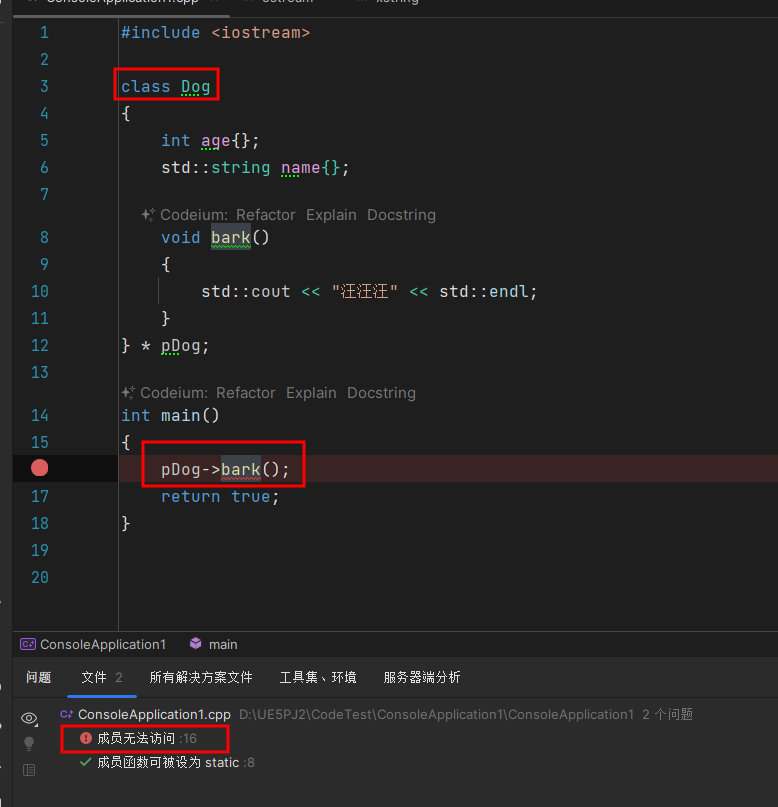 ConsoleApplication1.cpp ostream xstring
1 #include <iostream>
2
3 class Dog
4 {
5 int age{};
6 std::string name{};
7
Codeium: Refactor Explain Docstring
8 void bark()
9 {
10 std::cout << "汪汪汪" << std::endl;
11 }
12 } * pDog;
13
Codeium: Refactor Explain Docstring
14 int main()
15 {
pDog->bark();
17 return true;
18 }
19
20
ConsoleApplication1 main
问题 文件 2 所有解决方案文件 工具集、环境 服务器端分析
ConsoleApplication1.cpp D:\UE5PJ2\CodeTest\ConsoleApplication1\ConsoleApplication1 2 个问题
成员无法访问 :16
成员函数可被设为 static :8